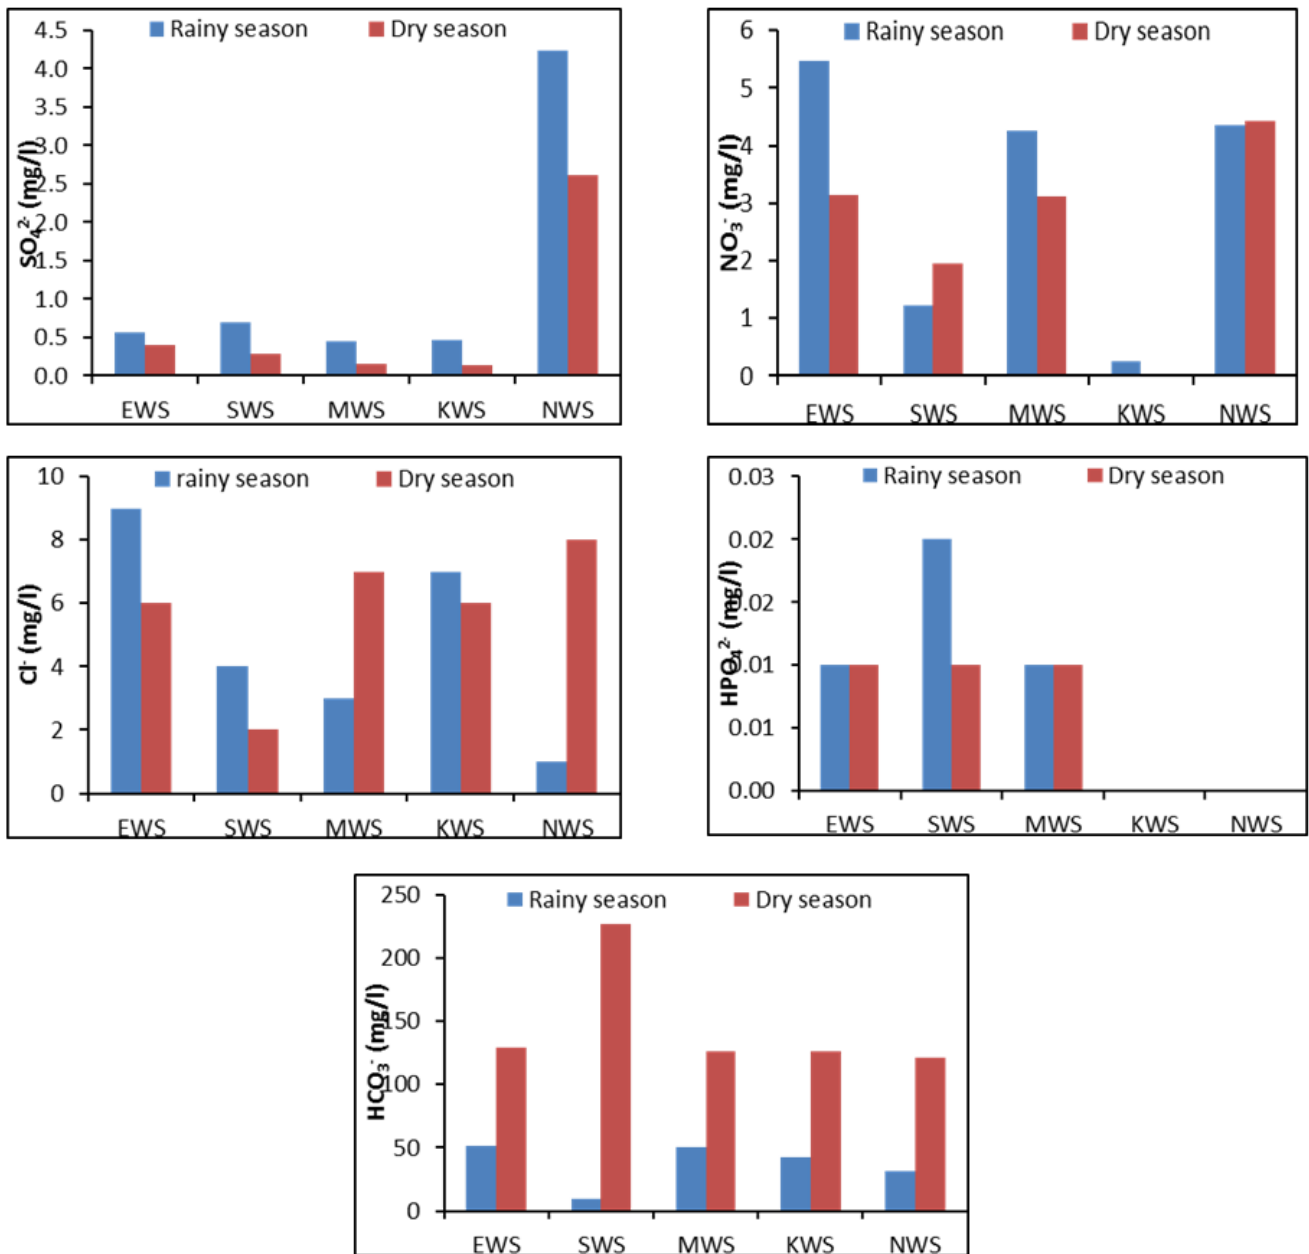 Rainy season Dry season
SO₄²⁻ (mg/l)
4.5
4.0
3.5
3.0
2.5
2.0
1.5
1.0
0.5
0.0
EWS SWS MWS KWS NWS
Rainy season Dry season
NO₃⁻ (mg/l)
6
5
4
3
2
1
0
EWS SWS MWS KWS NWS
rainy season Dry season
Cl⁻ (mg/l)
10
8
6
4
2
0
EWS SWS MWS KWS NWS
Rainy season Dry season
HPO₄²⁻ (mg/l)
0.03
0.02
0.02
0.01
0.01
0.00
EWS SWS MWS KWS NWS
Rainy season Dry season
HCO₃⁻ (mg/l)
250
200
150
100
50
0
EWS SWS MWS KWS NWS